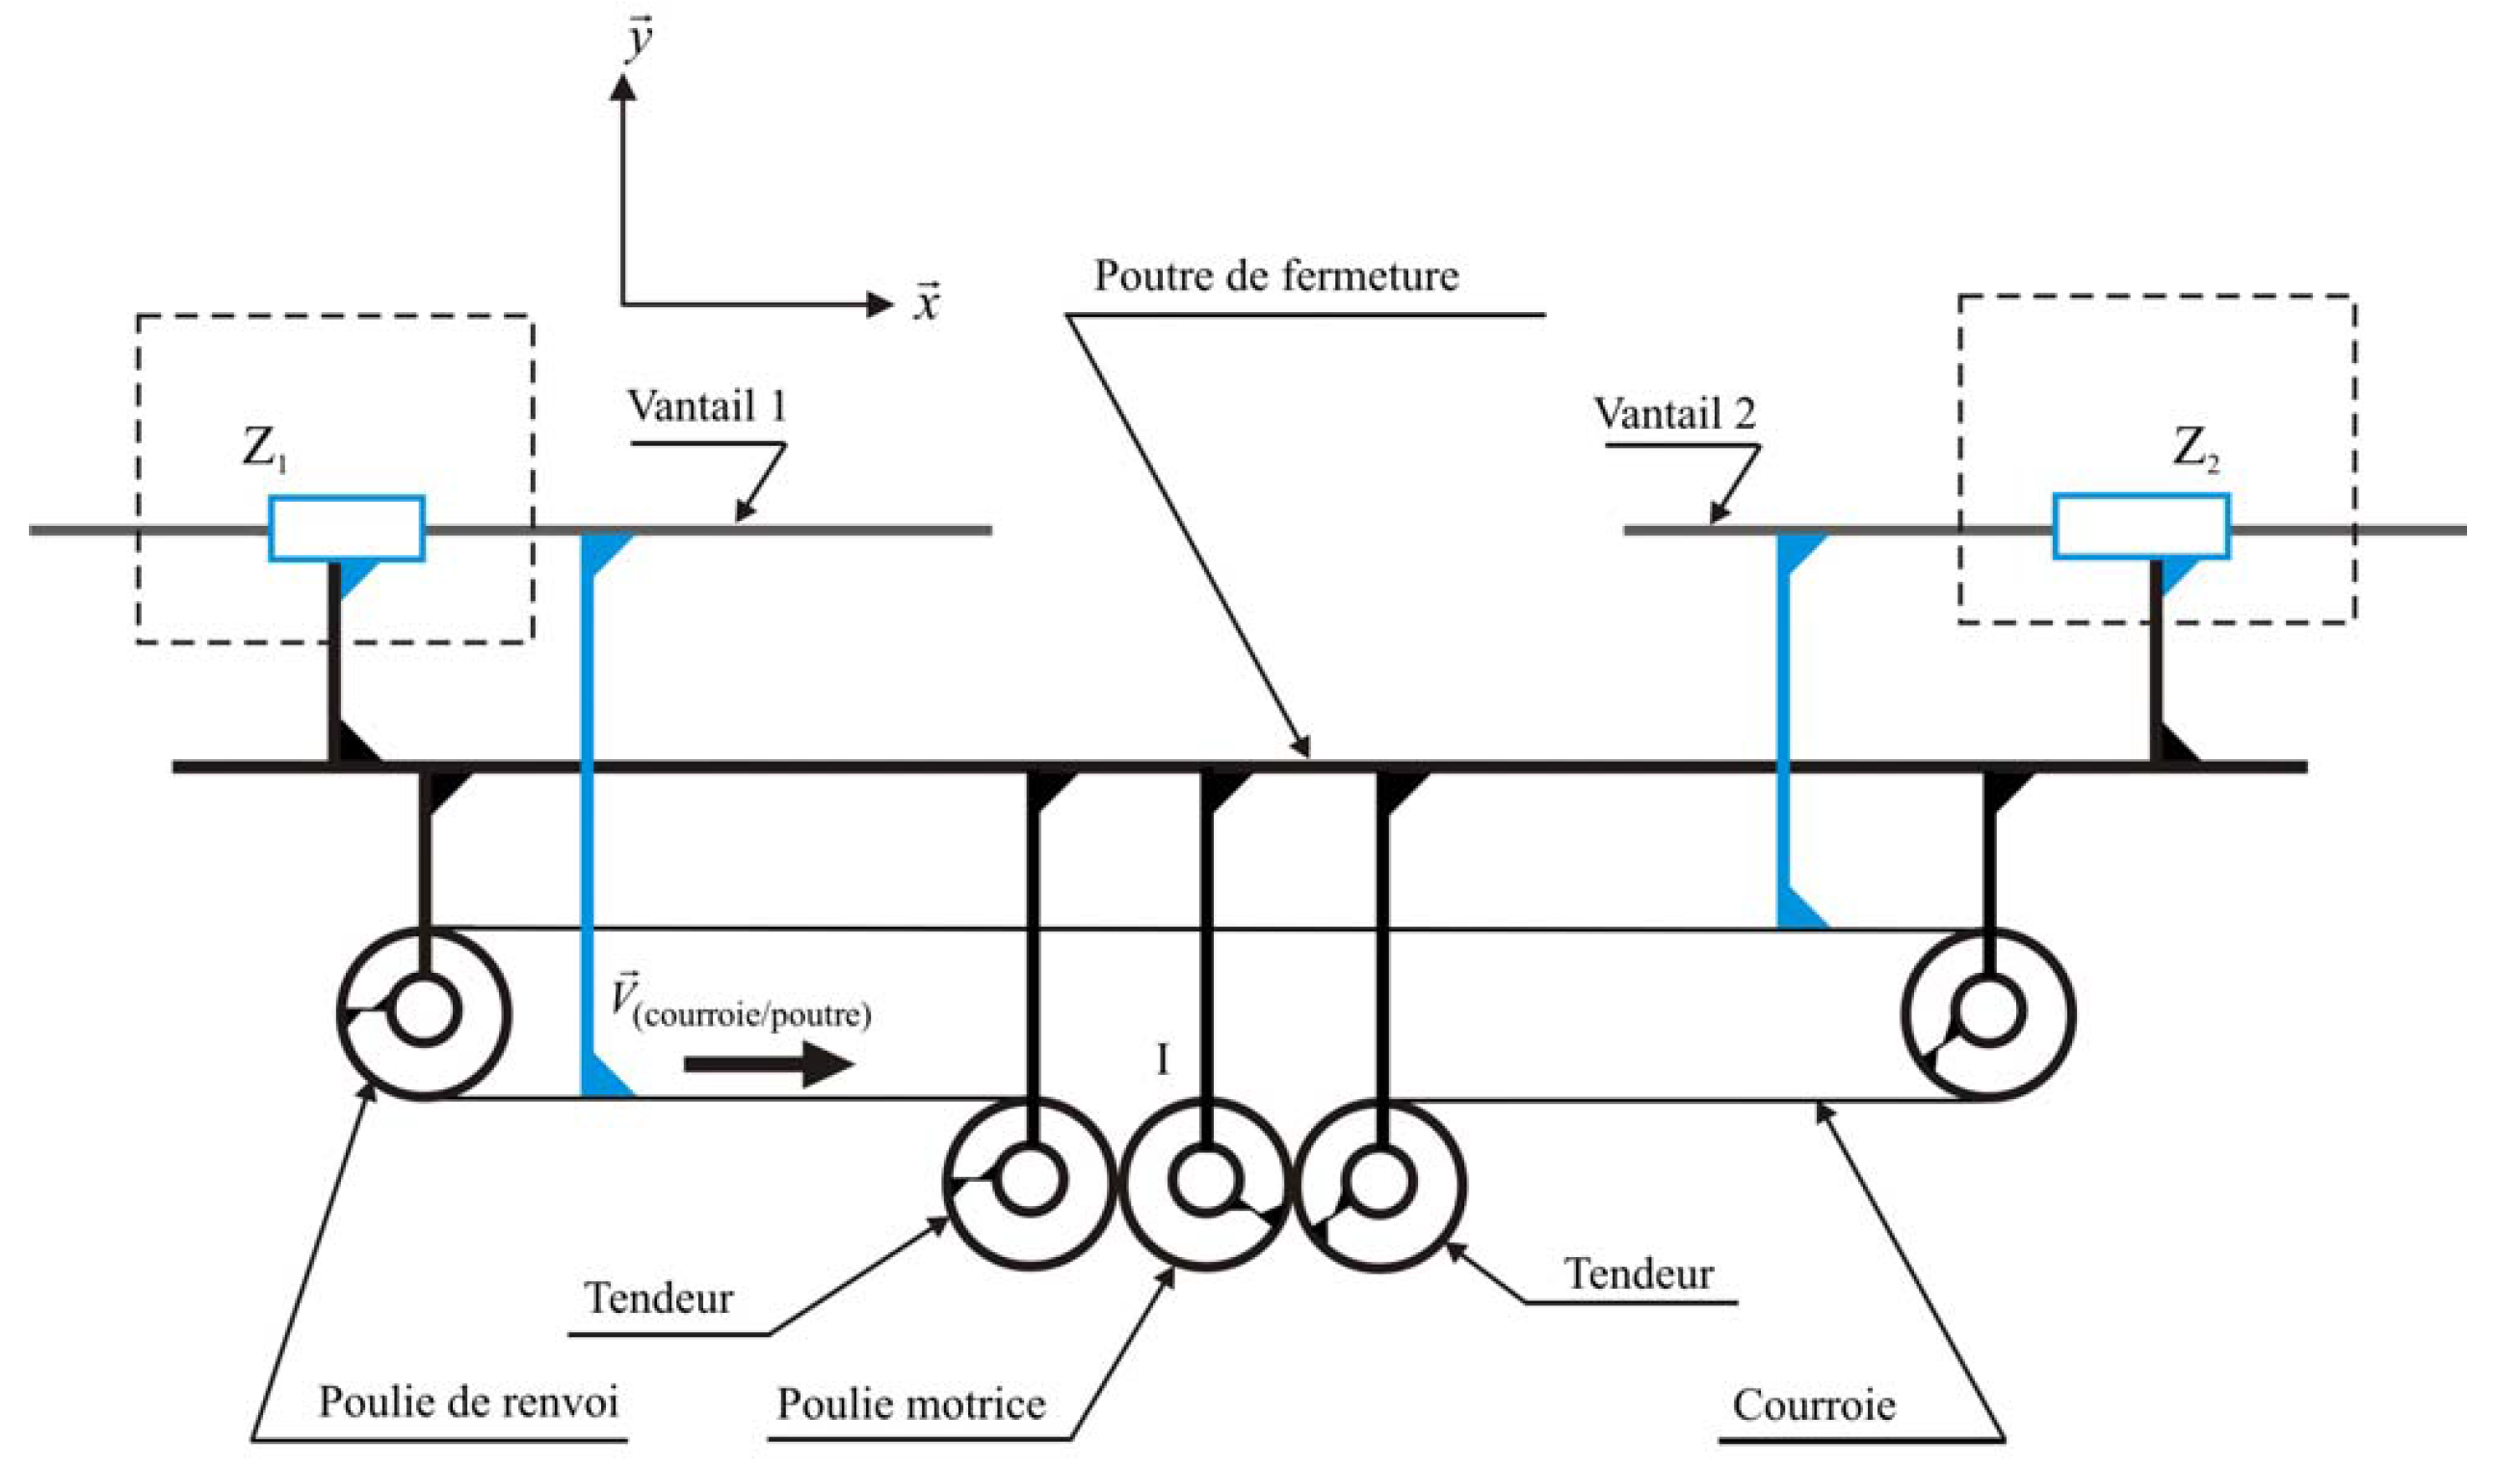 y⃗
x⃗
Poutre de fermeture
Vantail 1
Vantail 2
Z₁
Z₂
V⃗(courroie/poutre)
I
Tendeur
Tendeur
Poulie de renvoi
Poulie motrice
Courroie